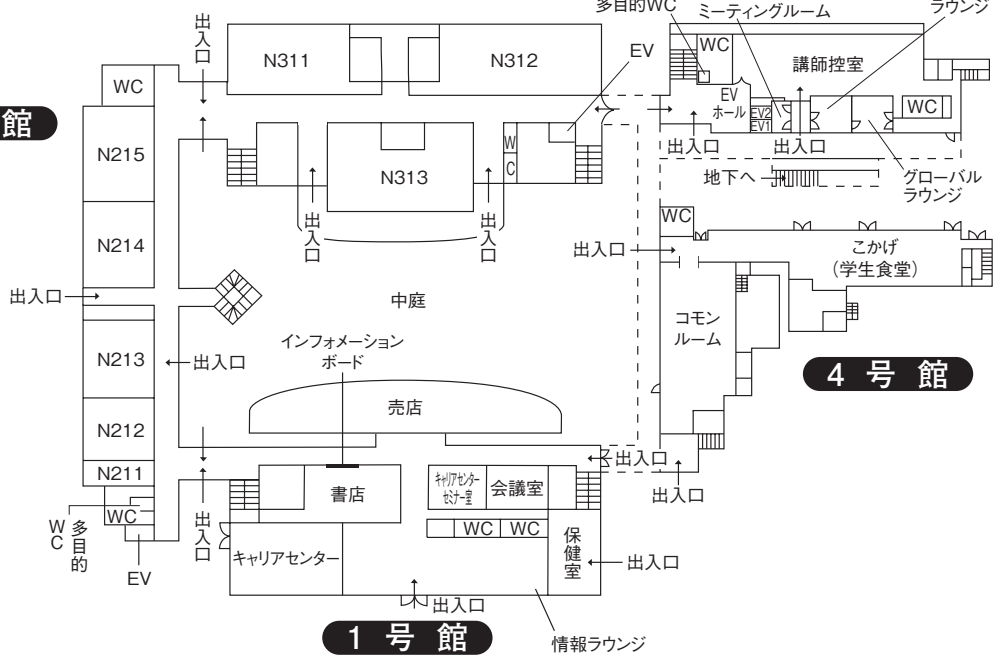 多目的WC
ミーティングルーム
ラウンジ
出入口
N311
N312
EV
WC
講師控室
WC
館
EV
ホール
EV2
EV1
WC
N215
N313
WC
出入口
出入口
地下へ
グローバル
ラウンジ
出入口
出入口
WC
N214
出入口
こかげ
(学生食堂)
出入口
中庭
コモン
ルーム
インフォメーション
ボード
N213
出入口
4号館
売店
N212
出入口
N211
書店
キャリアセンター
セミナー室
会議室
出入口
多目的
WC
WC
出入口
WC
WC
保健室
キャリアセンター
出入口
EV
出入口
1号館
情報ラウンジ